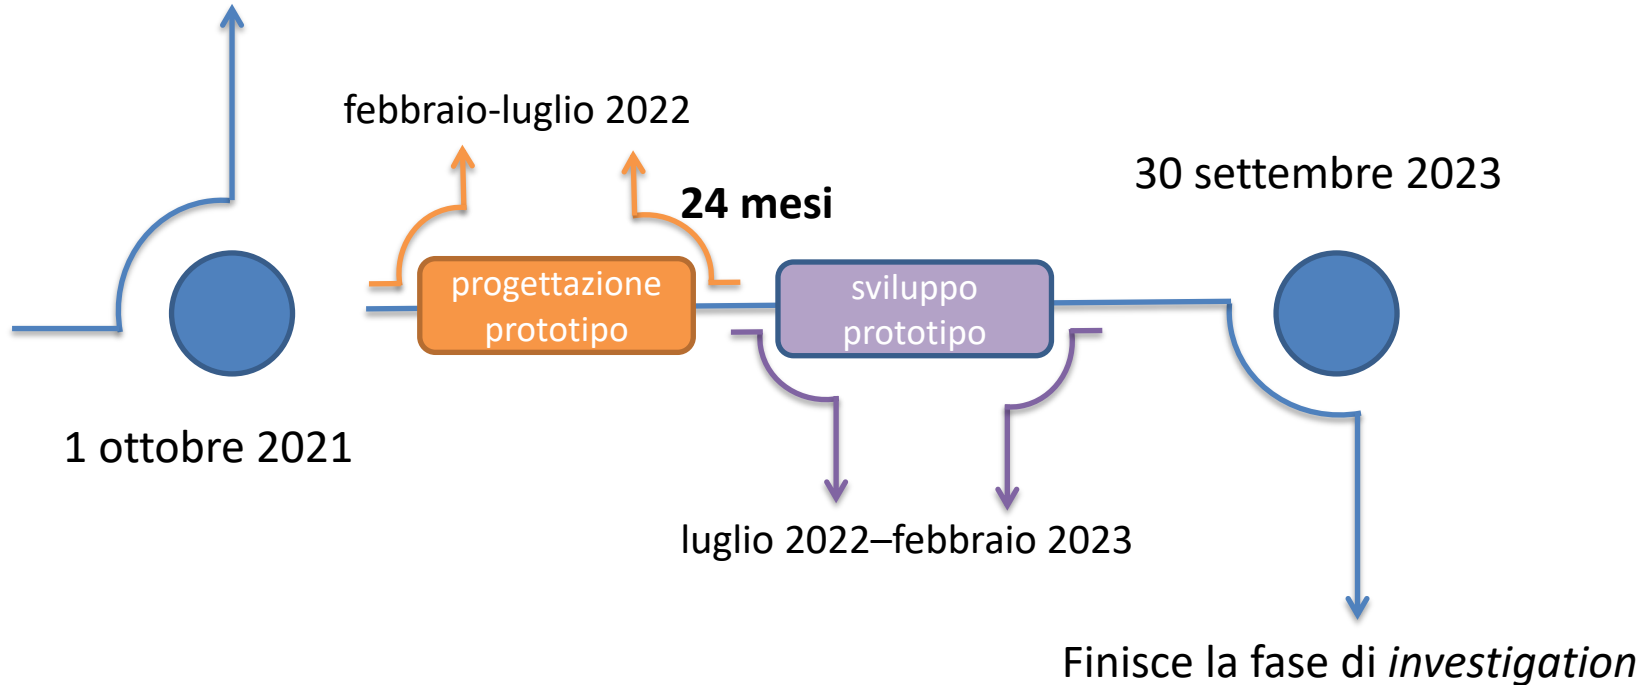 febbraio-luglio 2022
24 mesi
30 settembre 2023
progettazione
prototipo
sviluppo
prototipo
1 ottobre 2021
luglio 2022–febbraio 2023
Finisce la fase di investigation